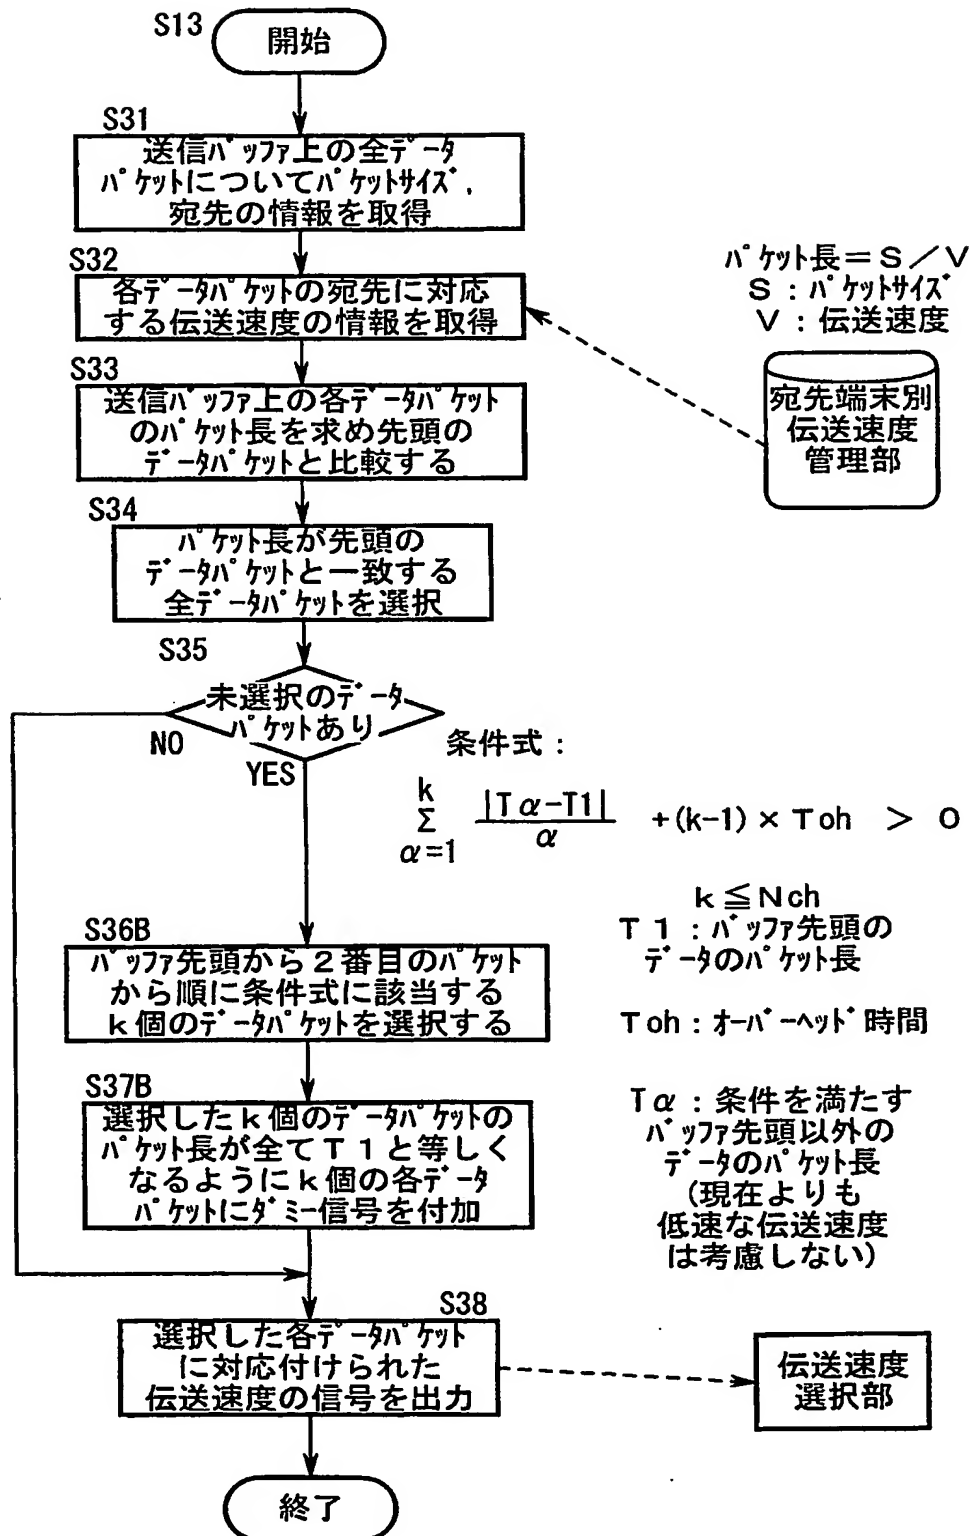 S13
開始
S31
送信ﾊﾞｯﾌｧ上の全ﾃﾞｰﾀ
ﾊﾟｹｯﾄについてﾊﾟｹｯﾄｻｲｽﾞ,
宛先の情報を取得
S32
各ﾃﾞｰﾀﾊﾟｹｯﾄの宛先に対応
する伝送速度の情報を取得
ﾊﾟｹｯﾄ長＝S／V
S：ﾊﾟｹｯﾄｻｲｽﾞ
V：伝送速度
宛先端末別
伝送速度
管理部
S33
送信ﾊﾞｯﾌｧ上の各ﾃﾞｰﾀﾊﾟｹｯﾄ
のﾊﾟｹｯﾄ長を求め先頭の
ﾃﾞｰﾀﾊﾟｹｯﾄと比較する
S34
ﾊﾟｹｯﾄ長が先頭の
ﾃﾞｰﾀﾊﾟｹｯﾄと一致する
全ﾃﾞｰﾀﾊﾟｹｯﾄを選択
S35
未選択のﾃﾞｰﾀ
ﾊﾟｹｯﾄあり
NO
YES
条件式：
k
Σ |Tα-T1| +(k-1)×Toh ＞ 0
α=1 α
k≦Nch
T1：ﾊﾞｯﾌｧ先頭の
ﾃﾞｰﾀのﾊﾟｹｯﾄ長
Toh：ｵｰﾊﾞｰﾍｯﾄﾞ時間
Tα：条件を満たす
ﾊﾞｯﾌｧ先頭以外の
ﾃﾞｰﾀのﾊﾟｹｯﾄ長
(現在よりも
低速な伝送速度
は考慮しない)
S36B
ﾊﾞｯﾌｧ先頭から2番目のﾊﾟｹｯﾄ
から順に条件式に該当する
k個のﾃﾞｰﾀﾊﾟｹｯﾄを選択する
S37B
選択したk個のﾃﾞｰﾀﾊﾟｹｯﾄの
ﾊﾟｹｯﾄ長が全てT1と等しく
なるようにk個の各ﾃﾞｰﾀ
ﾊﾟｹｯﾄにﾀﾞﾐｰ信号を付加
S38
選択した各ﾃﾞｰﾀﾊﾟｹｯﾄ
に対応付けられた
伝送速度の信号を出力
伝送速度
選択部
終了